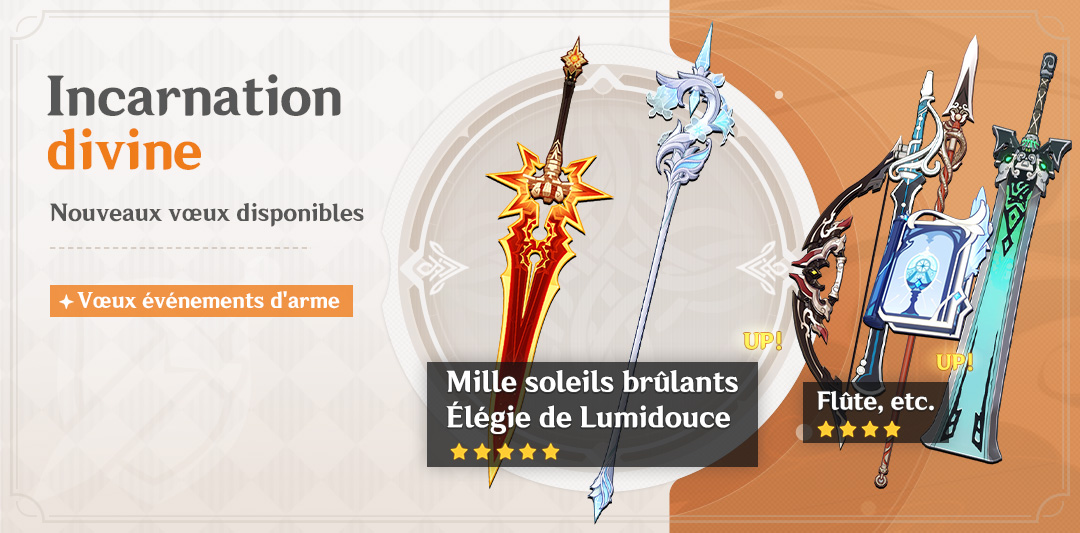 Incarnation
divine
Nouveaux vœux disponibles
Vœux événements d'arme
UP!
Mille soleils brûlants
Élégie de Lumidouce
UP!
Flûte, etc.